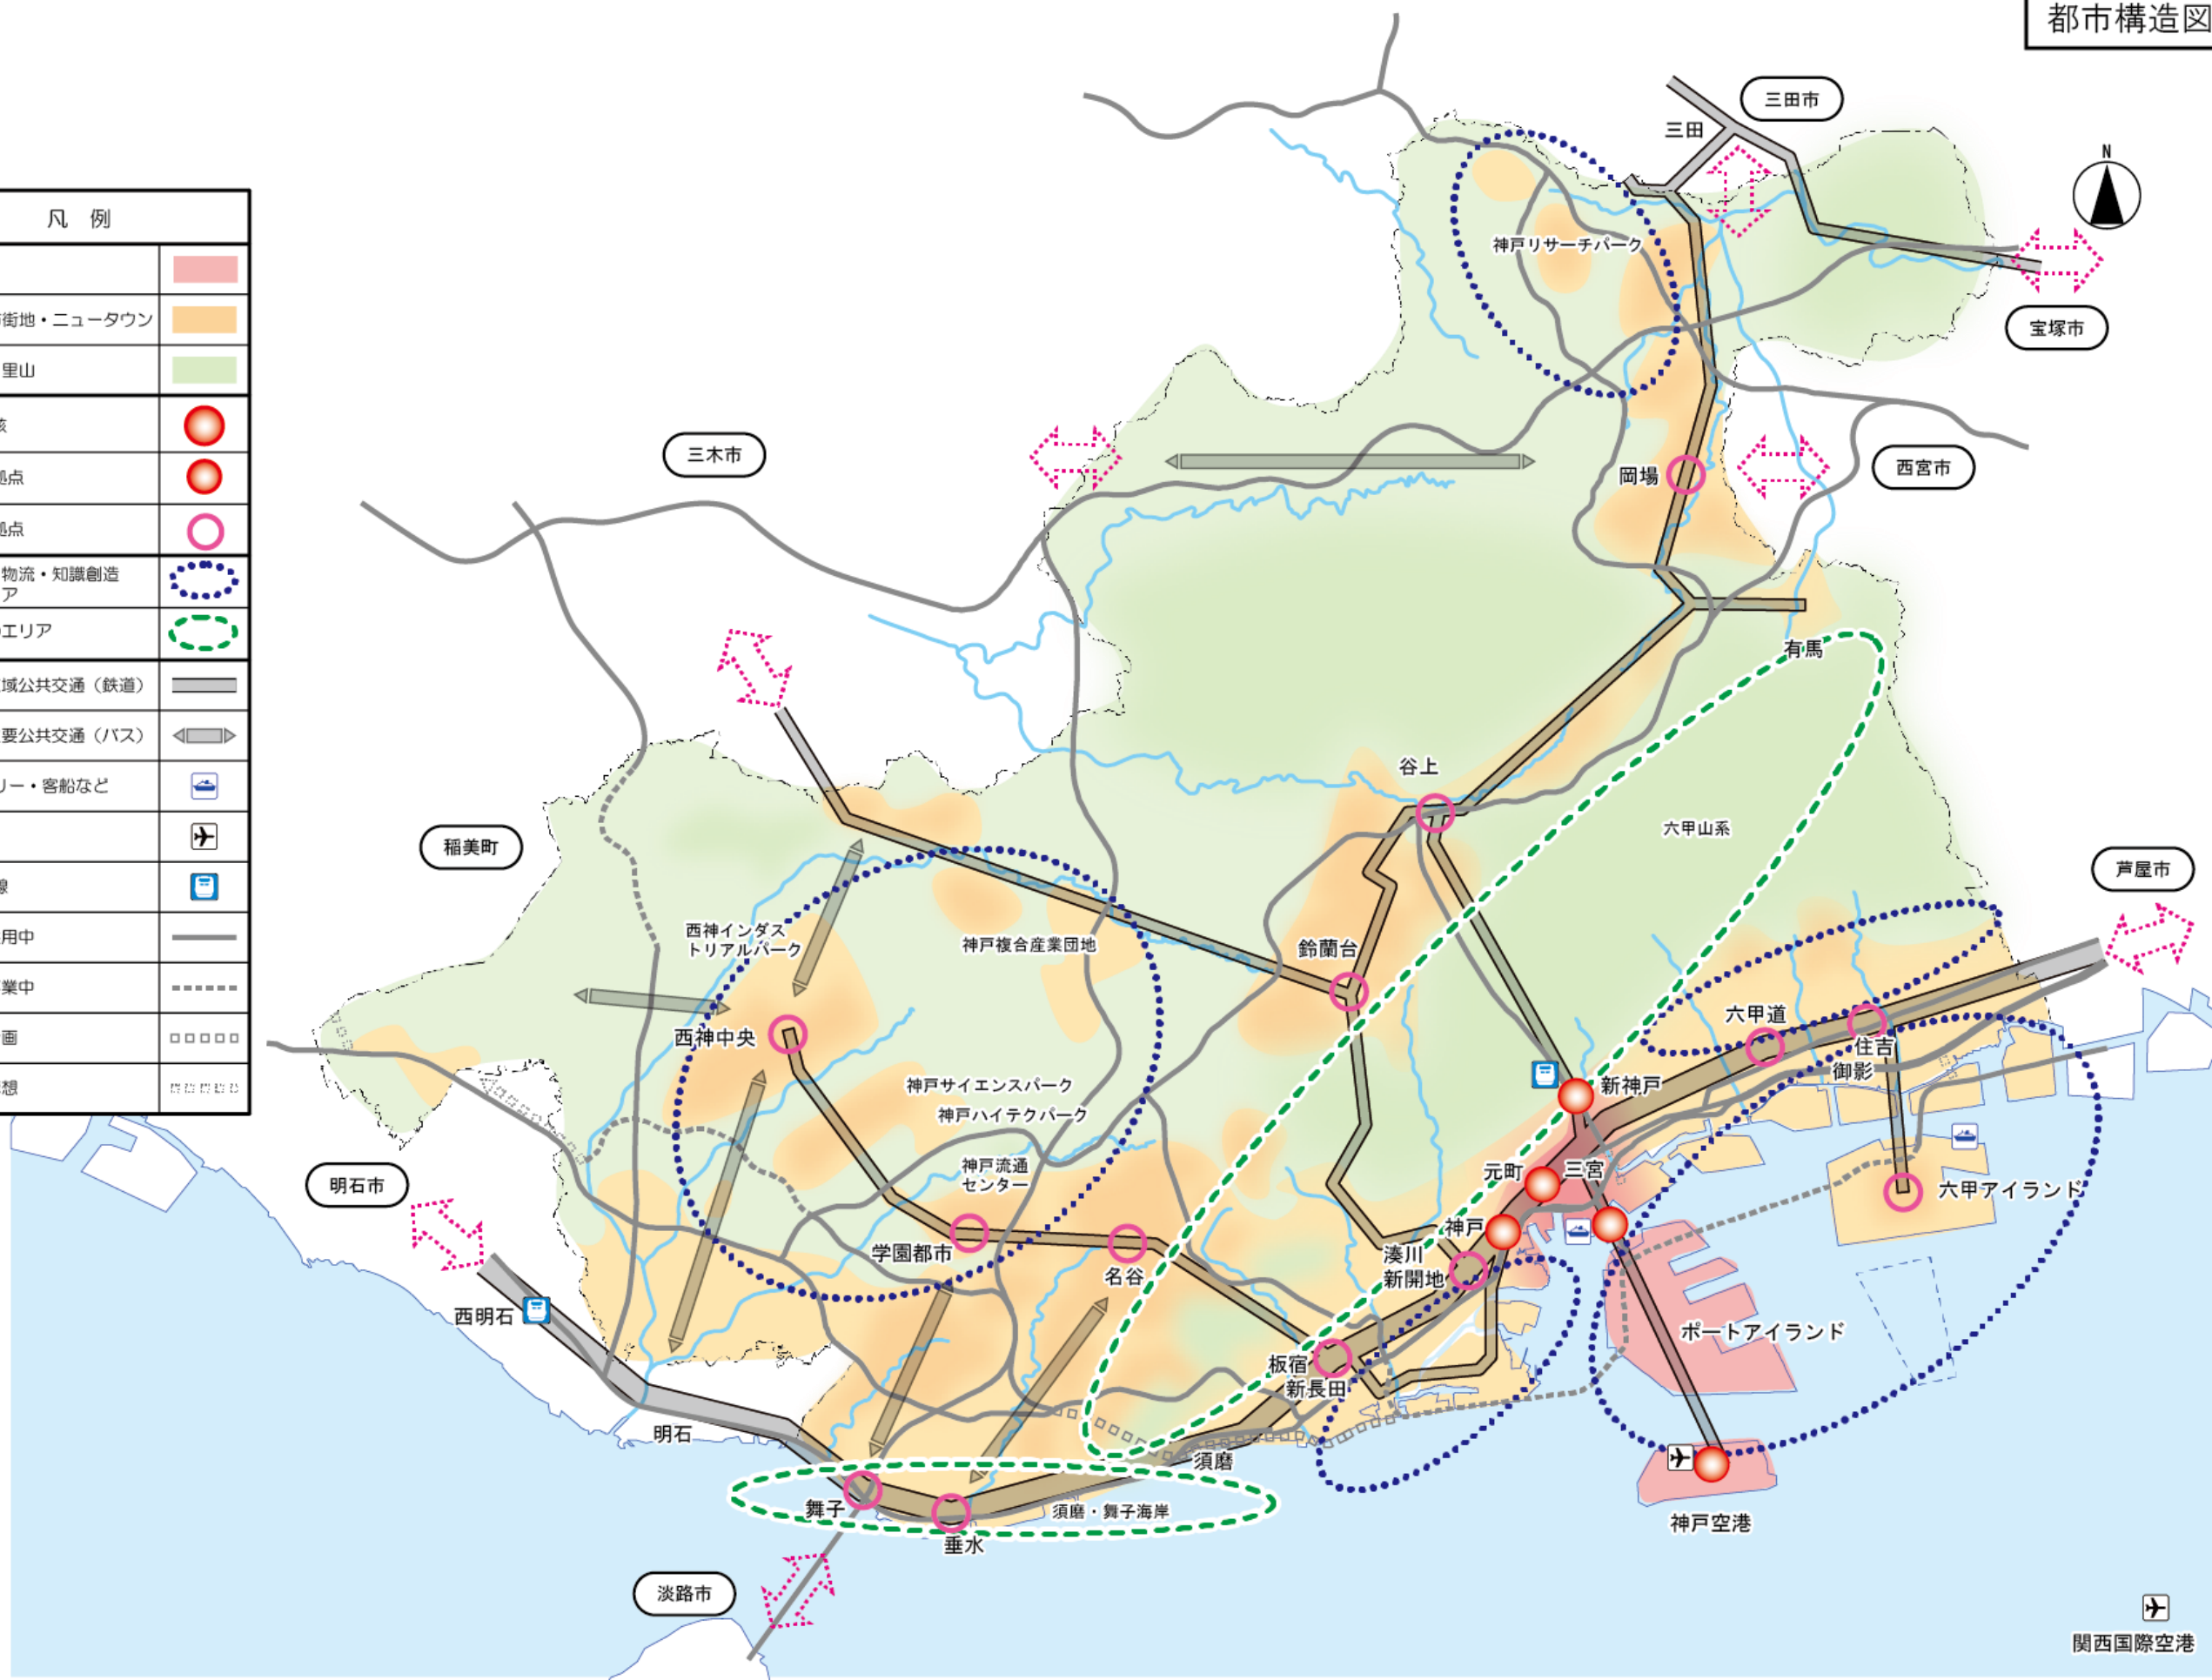 都市構造図
凡 例
市街地・ニュータウン
里山
核
拠点
拠点
物流・知識創造
ア
エリア
域公共交通（鉄道）
要公共交通（バス）
リー・客船など
線
用中
業中
画
想
三田市
三田
N
神戸リサーチパーク
宝塚市
三木市
西宮市
岡場
有馬
谷上
六甲山系
稲美町
芦屋市
西神インダス
トリアルパーク
神戸複合産業団地
鈴蘭台
西神中央
六甲道
住吉
御影
神戸サイエンスパーク
神戸ハイテクパーク
新神戸
神戸流通
センター
明石市
元町
三宮
六甲アイランド
学園都市
名谷
神戸
湊川
新開地
西明石
ポートアイランド
板宿
新長田
明石
須磨
舞子
須磨・舞子海岸
垂水
神戸空港
淡路市
関西国際空港